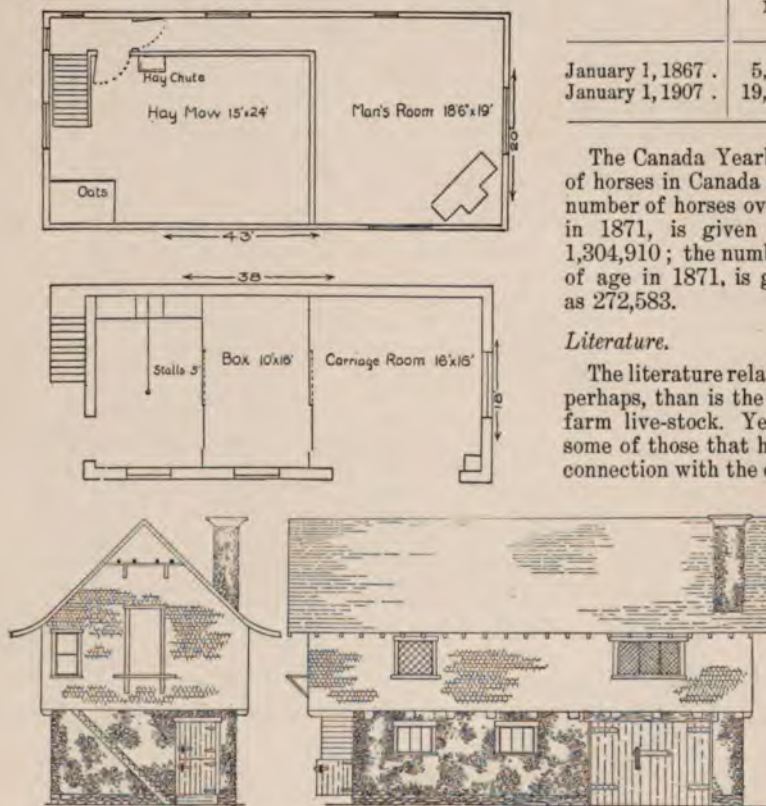 Hay Chute
Hay Mow 15'x24'
Man's Room 18'6"x19'
20'
Oats
43'
38
Stalls 5'
Box 10'x16'
Carriage Room 16'x16'
18'
January 1, 1867 . 5,
January 1, 1907 . 19,
The Canada Yearb
of horses in Canada
number of horses ov
in 1871, is given
1,304,910 ; the numb
of age in 1871, is g
as 272,583.
Literature.
The literature rela
perhaps, than is the
farm live-stock. Ye
some of those that h
connection with the